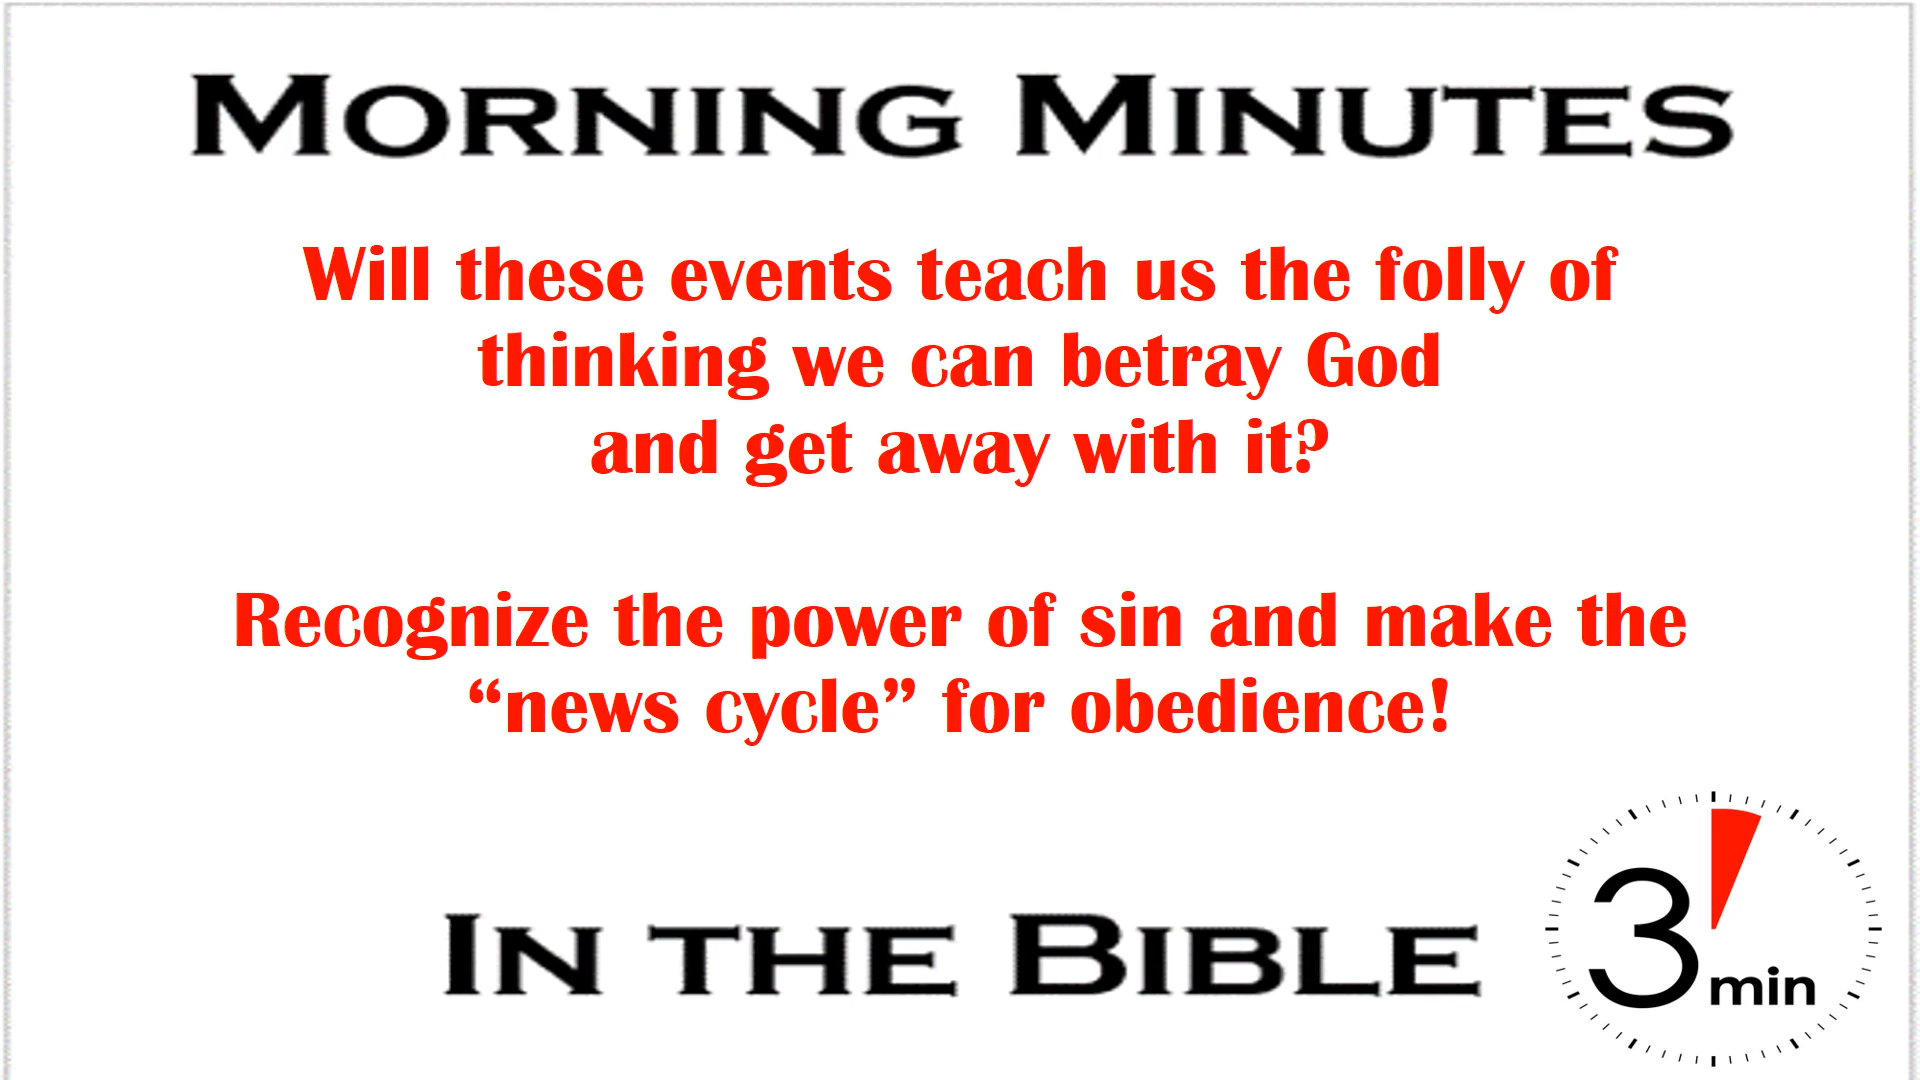 MORNING MINUTES
Will these events teach us the folly of
thinking we can betray God
and get away with it?
Recognize the power of sin and make the
“news cycle” for obedience!
IN THE BIBLE
3 min